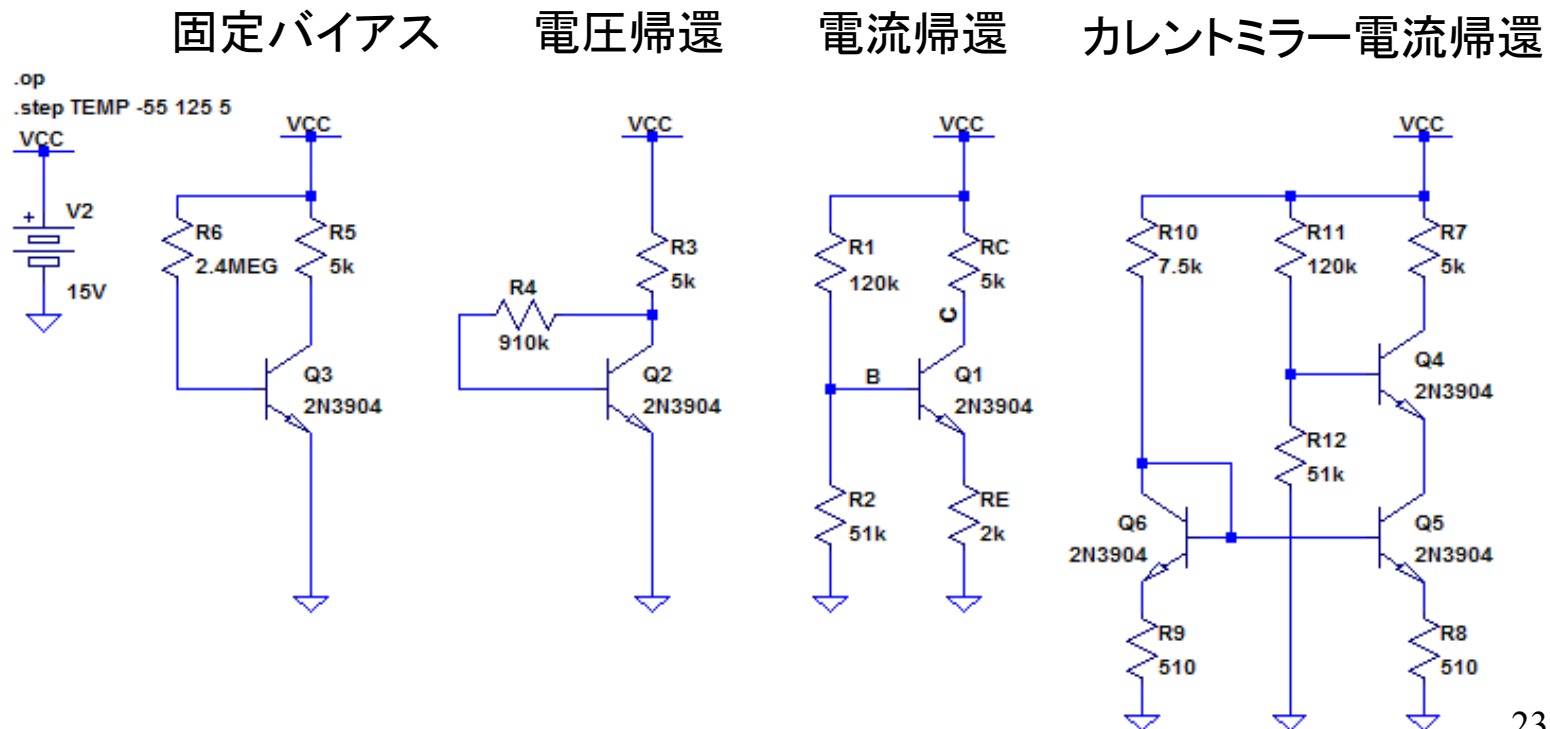 固定バイアス 電圧帰還 電流帰還 カレントミラー電流帰還
.op
.step TEMP -55 125 5
VCC
V2
15V
+
VCC
R6
2.4MEG
R5
5k
Q3
2N3904
VCC
R3
5k
R4
910k
Q2
2N3904
VCC
R1
120k
RC
5k
C
B
Q1
2N3904
R2
51k
RE
2k
VCC
R10
7.5k
R11
120k
R7
5k
Q4
2N3904
R12
51k
Q6
2N3904
Q5
2N3904
R9
510
R8
510
23